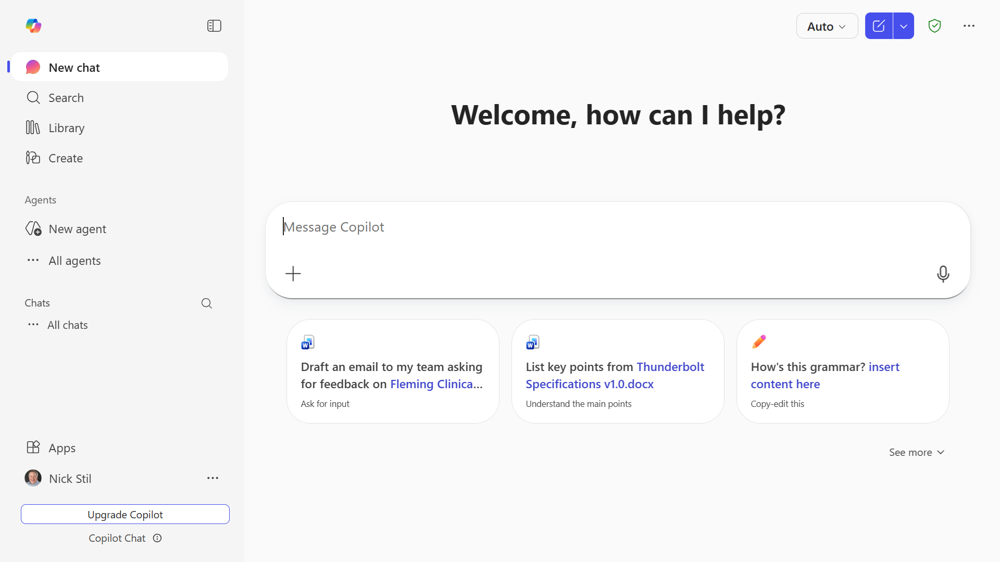 New chat
Search
Library
Create
Agents
New agent
All agents
Chats
All chats
Apps
Nick Stil
Upgrade Copilot
Copilot Chat
Auto
Welcome, how can I help?
Message Copilot
Draft an email to my team asking
for feedback on Fleming Clinica...
Ask for input
List key points from Thunderbolt
Specifications v1.0.docx
Understand the main points
How's this grammar? insert
content here
Copy-edit this
See more